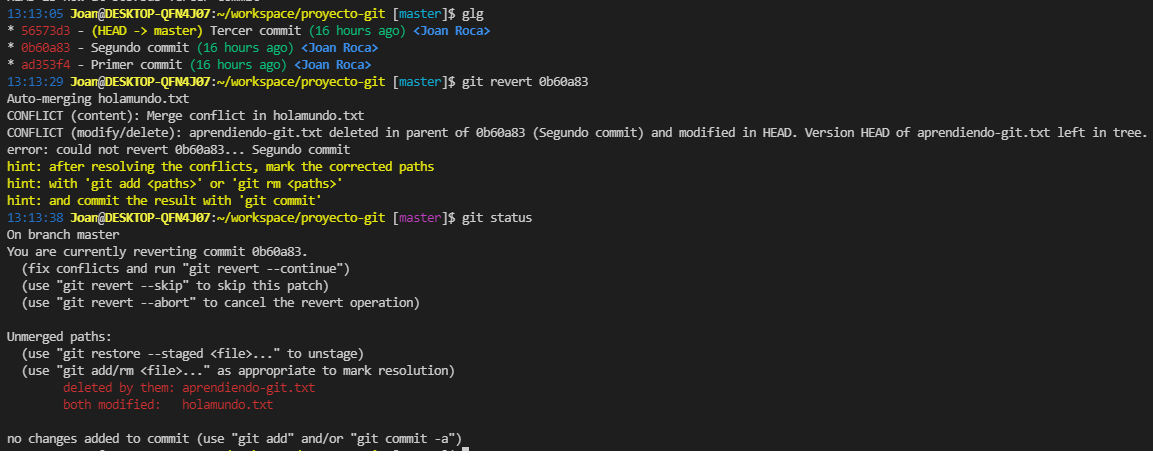 13:13:05 Joan@DESKTOP-QFN4J07:~/workspace/proyecto-git [master]$ glg
* 56573d3 - (HEAD -> master) Tercer commit (16 hours ago) <Joan Roca>
* 0b60a83 - Segundo commit (16 hours ago) <Joan Roca>
* ad353f4 - Primer commit (16 hours ago) <Joan Roca>
13:13:29 Joan@DESKTOP-QFN4J07:~/workspace/proyecto-git [master]$ git revert 0b60a83
Auto-merging holamundo.txt
CONFLICT (content): Merge conflict in holamundo.txt
CONFLICT (modify/delete): aprendiendo-git.txt deleted in parent of 0b60a83 (Segundo commit) and modified in HEAD. Version HEAD of aprendiendo-git.txt left in tree.
error: could not revert 0b60a83... Segundo commit
hint: after resolving the conflicts, mark the corrected paths
hint: with 'git add <paths>' or 'git rm <paths>'
hint: and commit the result with 'git commit'
13:13:38 Joan@DESKTOP-QFN4J07:~/workspace/proyecto-git [master]$ git status
On branch master
You are currently reverting commit 0b60a83.
  (fix conflicts and run "git revert --continue")
  (use "git revert --skip" to skip this patch)
  (use "git revert --abort" to cancel the revert operation)

Unmerged paths:
  (use "git restore --staged <file>..." to unstage)
  (use "git add/rm <file>..." as appropriate to mark resolution)
        deleted by them: aprendiendo-git.txt
        both modified:   holamundo.txt

no changes added to commit (use "git add" and/or "git commit -a")